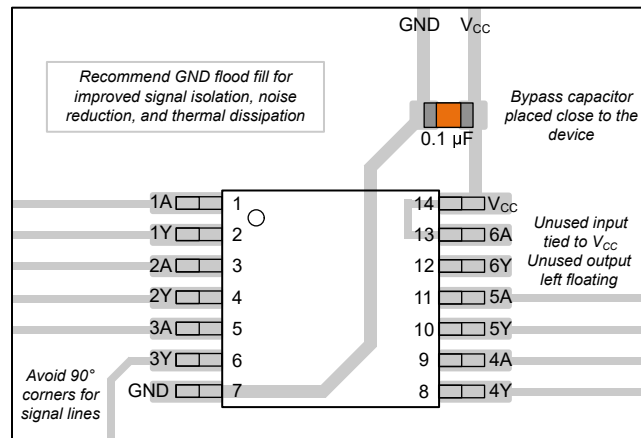 GND VCC
Recommend GND flood fill for
improved signal isolation, noise
reduction, and thermal dissipation
Bypass capacitor
placed close to the
device
0.1 µF
1A 1 14 VCC
1Y 2 13 6A
2A 3 12 6Y
2Y 4 11 5A
3A 5 10 5Y
3Y 6 9 4A
GND 7 8 4Y
Unused input
tied to VCC
Unused output
left floating
Avoid 90°
corners for
signal lines